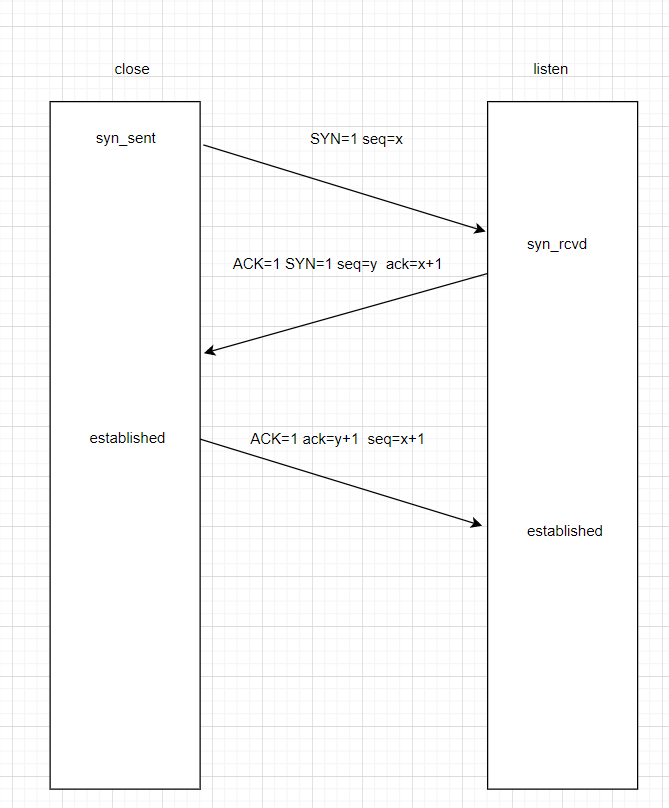 close
listen
syn_sent
SYN=1 seq=x
syn_rcvd
ACK=1 SYN=1 seq=y  ack=x+1
established
ACK=1 ack=y+1  seq=x+1
established